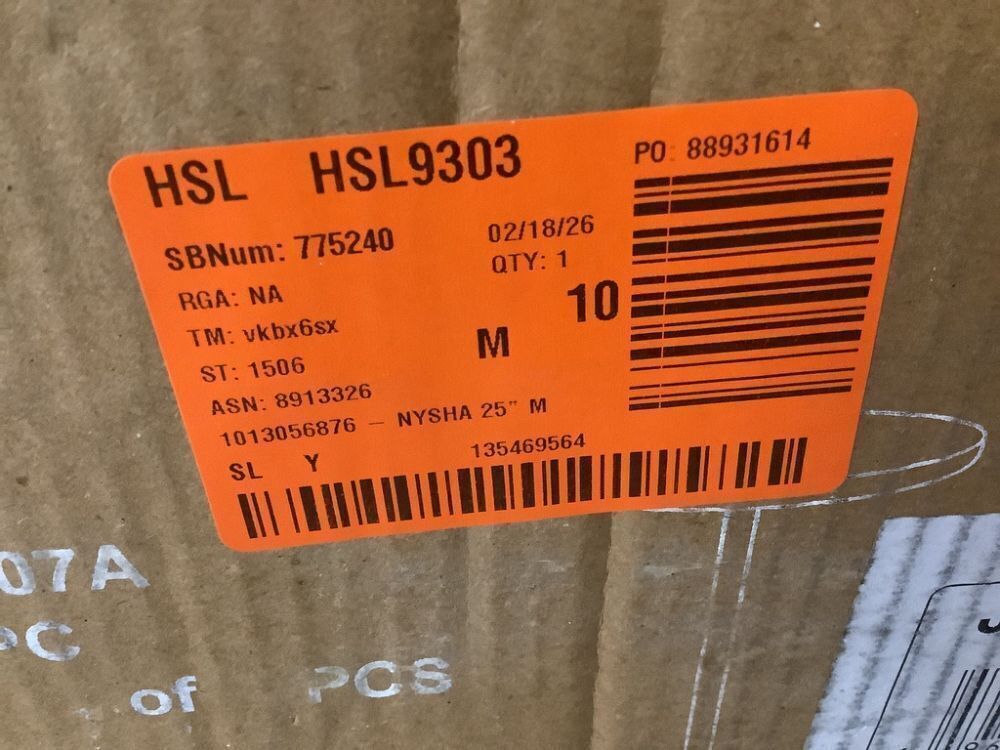 HSL HSL9303
PO: 88931614
SBNum: 775240
02/18/26
RGA: NA
QTY: 1
TM: vkbx6sx
10
M
ST: 1506
ASN: 8913326
1013056876 – NYSHA 25" M
SL Y
135469564
07A
PC
of PCS